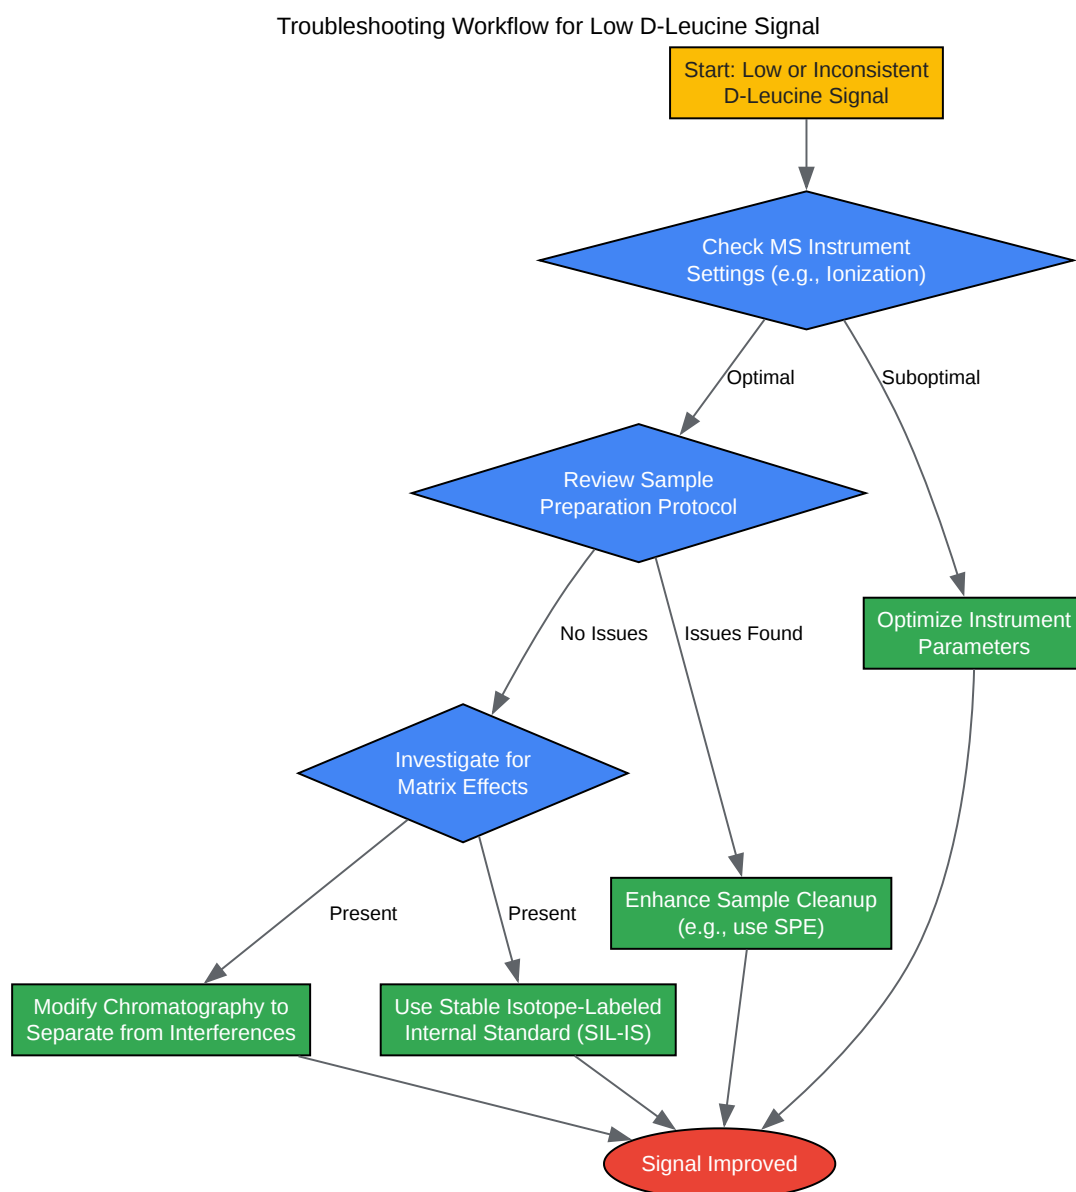 Troubleshooting Workflow for Low D-Leucine Signal
Start: Low or Inconsistent
D-Leucine Signal
Check MS Instrument
Settings (e.g., Ionization)
Optimal
Suboptimal
Review Sample
Preparation Protocol
No Issues
Issues Found
Optimize Instrument
Parameters
Investigate for
Matrix Effects
Present
Present
Enhance Sample Cleanup
(e.g., use SPE)
Modify Chromatography to
Separate from Interferences
Use Stable Isotope-Labeled
Internal Standard (SIL-IS)
Signal Improved